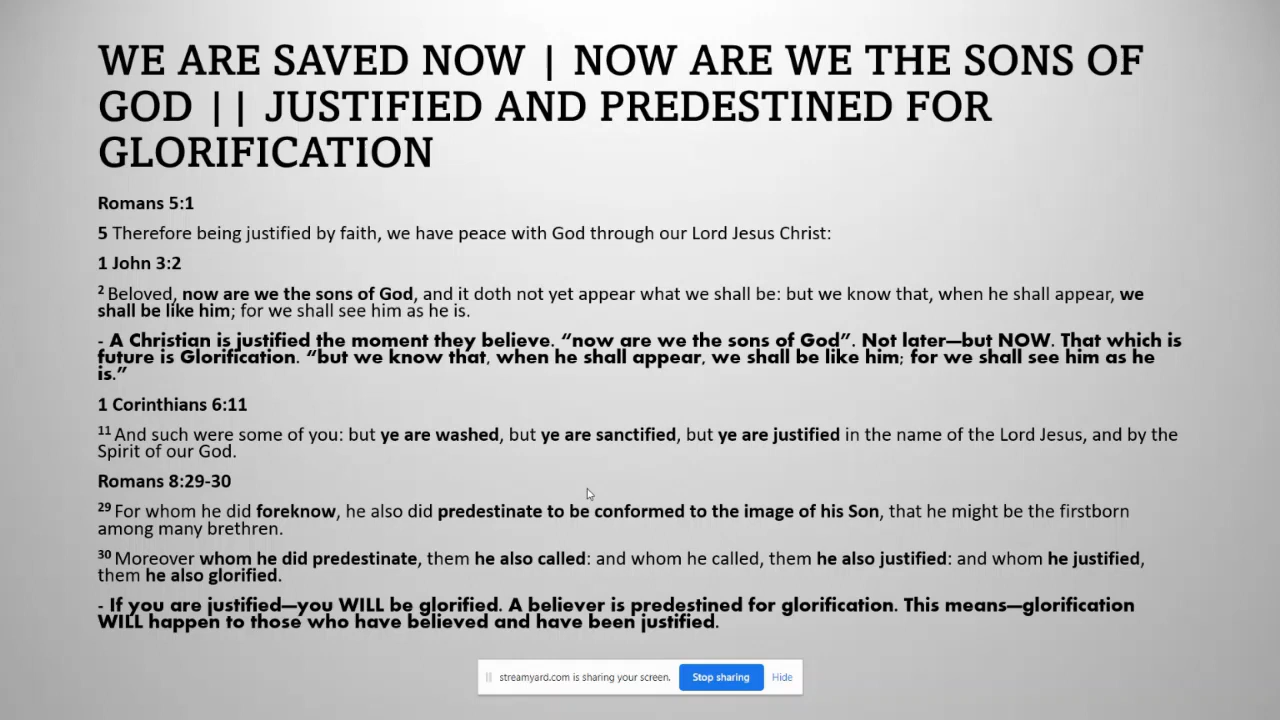 WE ARE SAVED NOW | NOW ARE WE THE SONS OF
GOD || JUSTIFIED AND PREDESTINED FOR
GLORIFICATION
Romans 5:1
5 Therefore being justified by faith, we have peace with God through our Lord Jesus Christ:
1 John 3:2
2 Beloved, now are we the sons of God, and it doth not yet appear what we shall be: but we know that, when he shall appear, we
shall be like him; for we shall see him as he is.
- A Christian is justified the moment they believe. “now are we the sons of God”. Not later—but NOW. That which is
future is Glorification. “but we know that, when he shall appear, we shall be like him; for we shall see him as he
is.”
1 Corinthians 6:11
11 And such were some of you: but ye are washed, but ye are sanctified, but ye are justified in the name of the Lord Jesus, and by the
Spirit of our God.
Romans 8:29-30
29 For whom he did foreknow, he also did predestinate to be conformed to the image of his Son, that he might be the firstborn
among many brethren.
30 Moreover whom he did predestinate, them he also called: and whom he called, them he also justified: and whom he justified,
them he also glorified.
- If you are justified—you WILL be glorified. A believer is predestined for glorification. This means—glorification
WILL happen to those who have believed and have been justified.
streamyard.com is sharing your screen. Stop sharing Hide